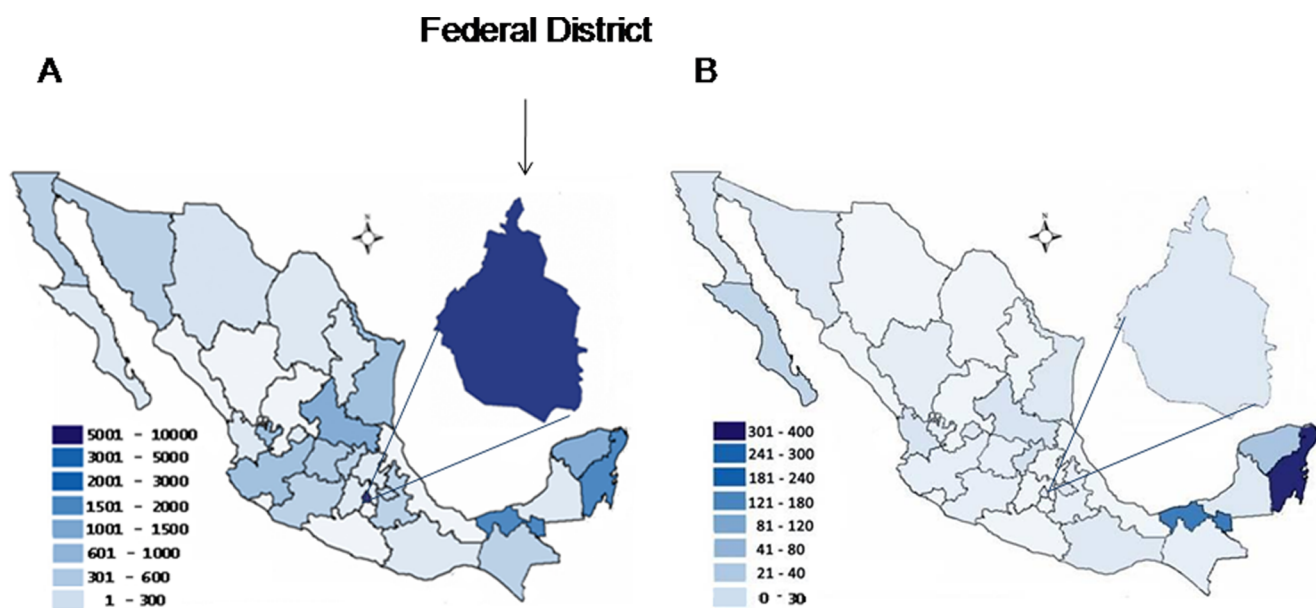 Federal District
A
B
N
N
5001 - 10000
3001 - 5000
2001 - 3000
1501 - 2000
1001 - 1500
601 - 1000
301 - 600
1 - 300
301 - 400
241 - 300
181 - 240
121 - 180
81 - 120
41 - 80
21 - 40
0 - 30